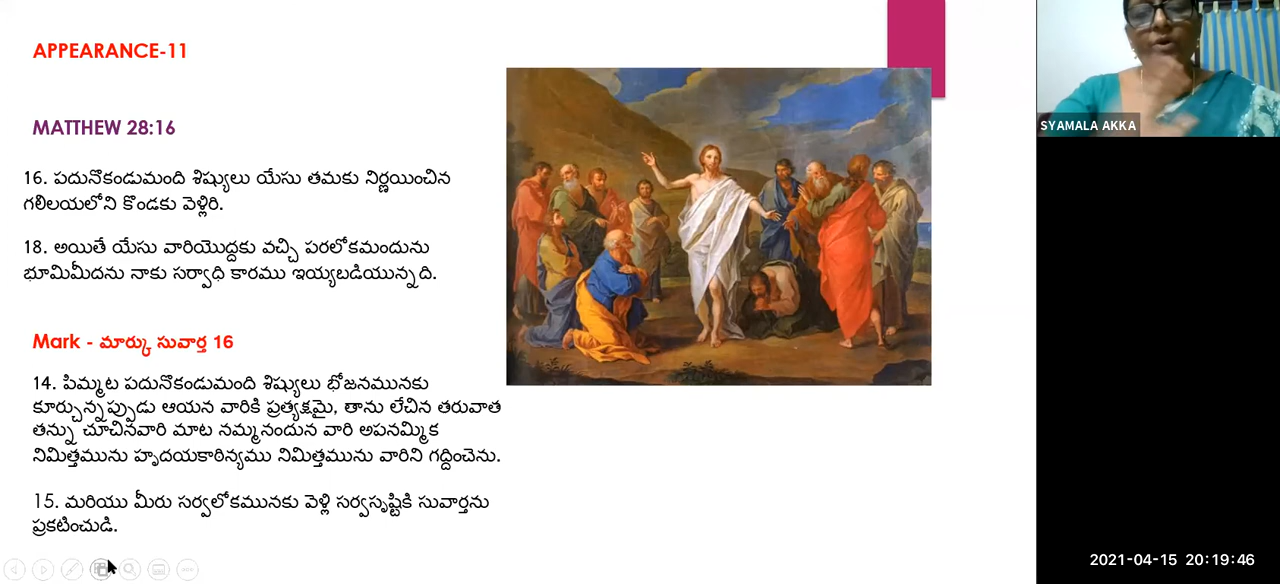 APPEARANCE-11
MATTHEW 28:16
16. పదునొకండుమంది శిష్యులు యేసు తమకు నిర్ణయించిన
గలిలయలోని కొండకు వెళ్లిరి.
18. అయితే యేసు వారియొద్దకు వచ్చి పరలోకమందును
భూమిమీదను నాకు సర్వాధి కారము ఇయ్యబడియున్నది.
Mark - మార్కు సువార్త 16
14. పిమ్మట పదునొకండుమంది శిష్యులు భోజనమునకు
కూర్చున్నప్పుడు ఆయన వారికి ప్రత్యక్షమై, తాను లేచిన తరువాత
తన్ను చూచినవారి మాట నమ్మనందున వారి అపనమ్మిక
నిమిత్తమును హృదయకాఠిన్యము నిమిత్తమును వారిని గద్దించెను.
15. మరియు మీరు సర్వలోకమునకు వెళ్లి సర్వసృష్టికి సువార్తను
ప్రకటించుడి.
SYAMALA AKKA
2021-04-15 20:19:46